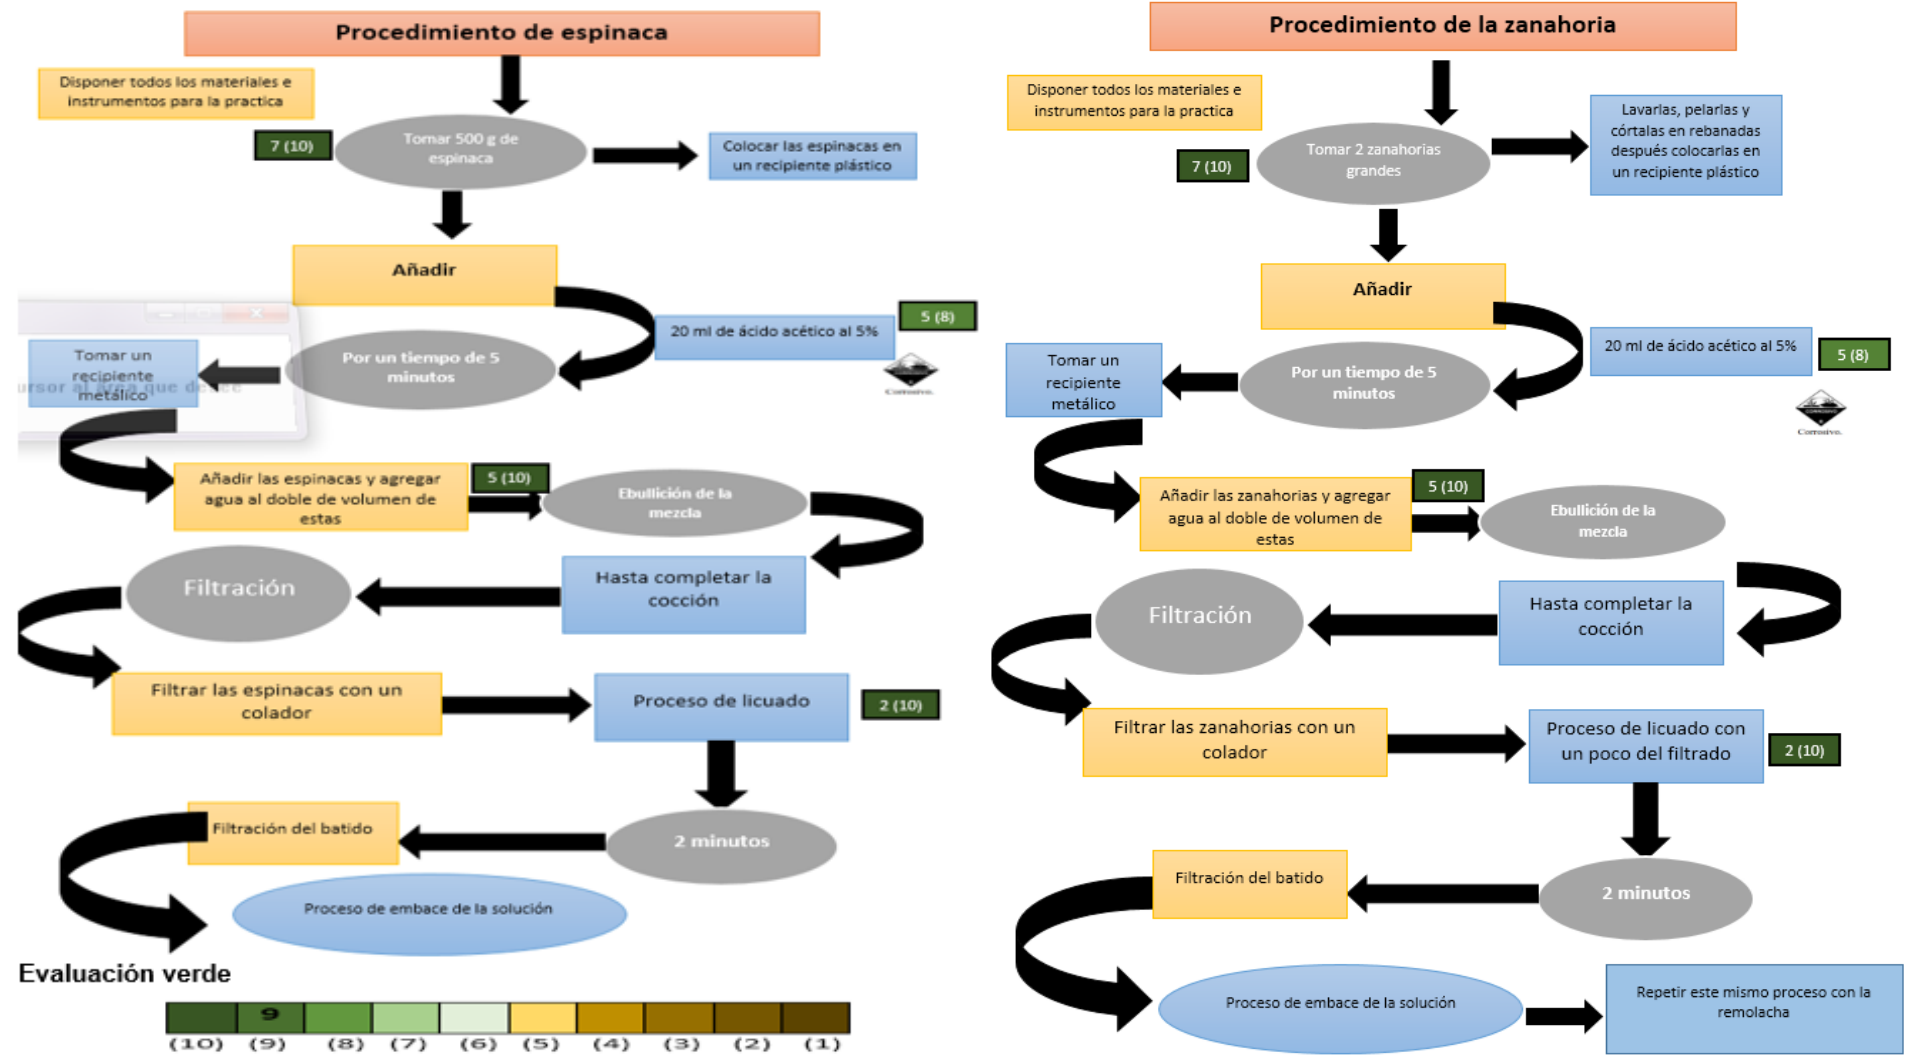 Procedimiento de espinaca
Disponer todos los materiales e
instrumentos para la practica
7 (10)
Tomar 500 g de
espinaca
Colocar las espinacas en
un recipiente plástico
Añadir
20 ml de ácido acético al 5%
5 (8)
Corrosivo.
Por un tiempo de 5
minutos
Tomar un
recipiente
metálico
Añadir las espinacas y agregar
agua al doble de volumen de
estas
5 (10)
Ebullición de la
mezcla
Hasta completar la
cocción
Filtración
Filtrar las espinacas con un
colador
Proceso de licuado
2 (10)
2 minutos
Filtración del batido
Proceso de embace de la solución
Evaluación verde
9
(10) (9) (8) (7) (6) (5) (4) (3) (2) (1)
Procedimiento de la zanahoria
Disponer todos los materiales e
instrumentos para la practica
7 (10)
Tomar 2 zanahorias
grandes
Lavarlas, pelarlas y
córtalas en rebanadas
después colocarlas en
un recipiente plástico
Añadir
20 ml de ácido acético al 5%
5 (8)
CORROSIVO
Corrosivo.
Por un tiempo de 5
minutos
Tomar un
recipiente
metálico
Añadir las zanahorias y agregar
agua al doble de volumen de
estas
5 (10)
Ebullición de la
mezcla
Hasta completar la
cocción
Filtración
Filtrar las zanahorias con un
colador
Proceso de licuado con
un poco del filtrado
2 (10)
2 minutos
Filtración del batido
Proceso de embace de la solución
Repetir este mismo proceso con la
remolacha